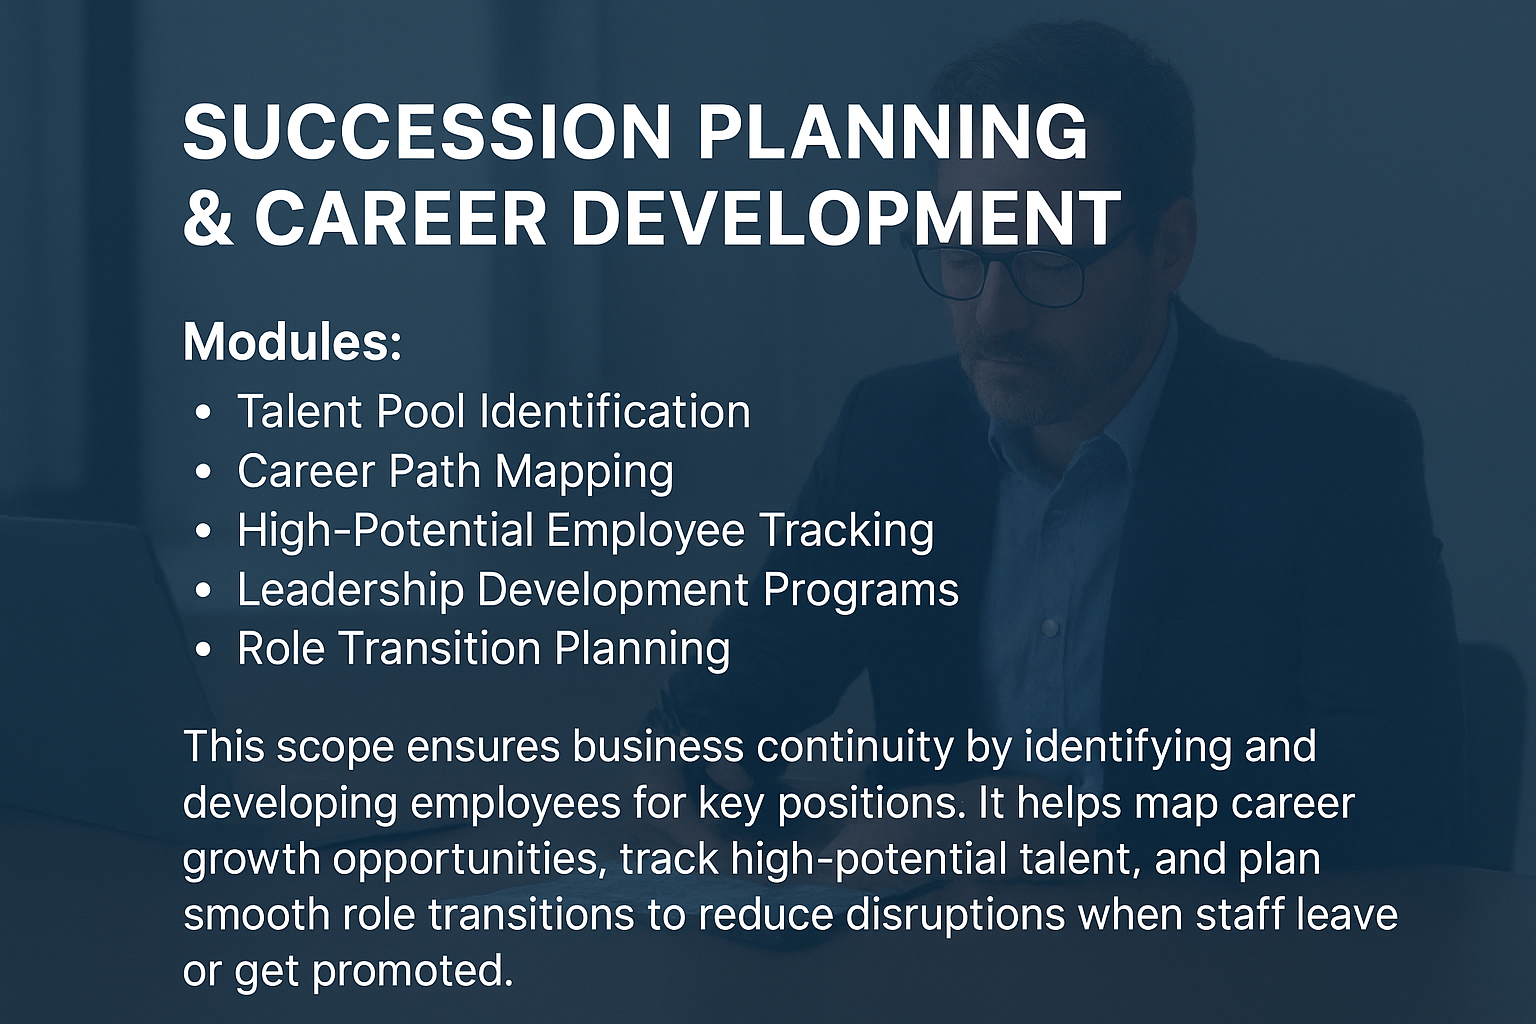 SUCCESSION PLANNING
& CAREER DEVELOPMENT
Modules:
• Talent Pool Identification
• Career Path Mapping
• High-Potential Employee Tracking
• Leadership Development Programs
• Role Transition Planning
This scope ensures business continuity by identifying and
developing employees for key positions. It helps map career
growth opportunities, track high-potential talent, and plan
smooth role transitions to reduce disruptions when staff leave
or get promoted.